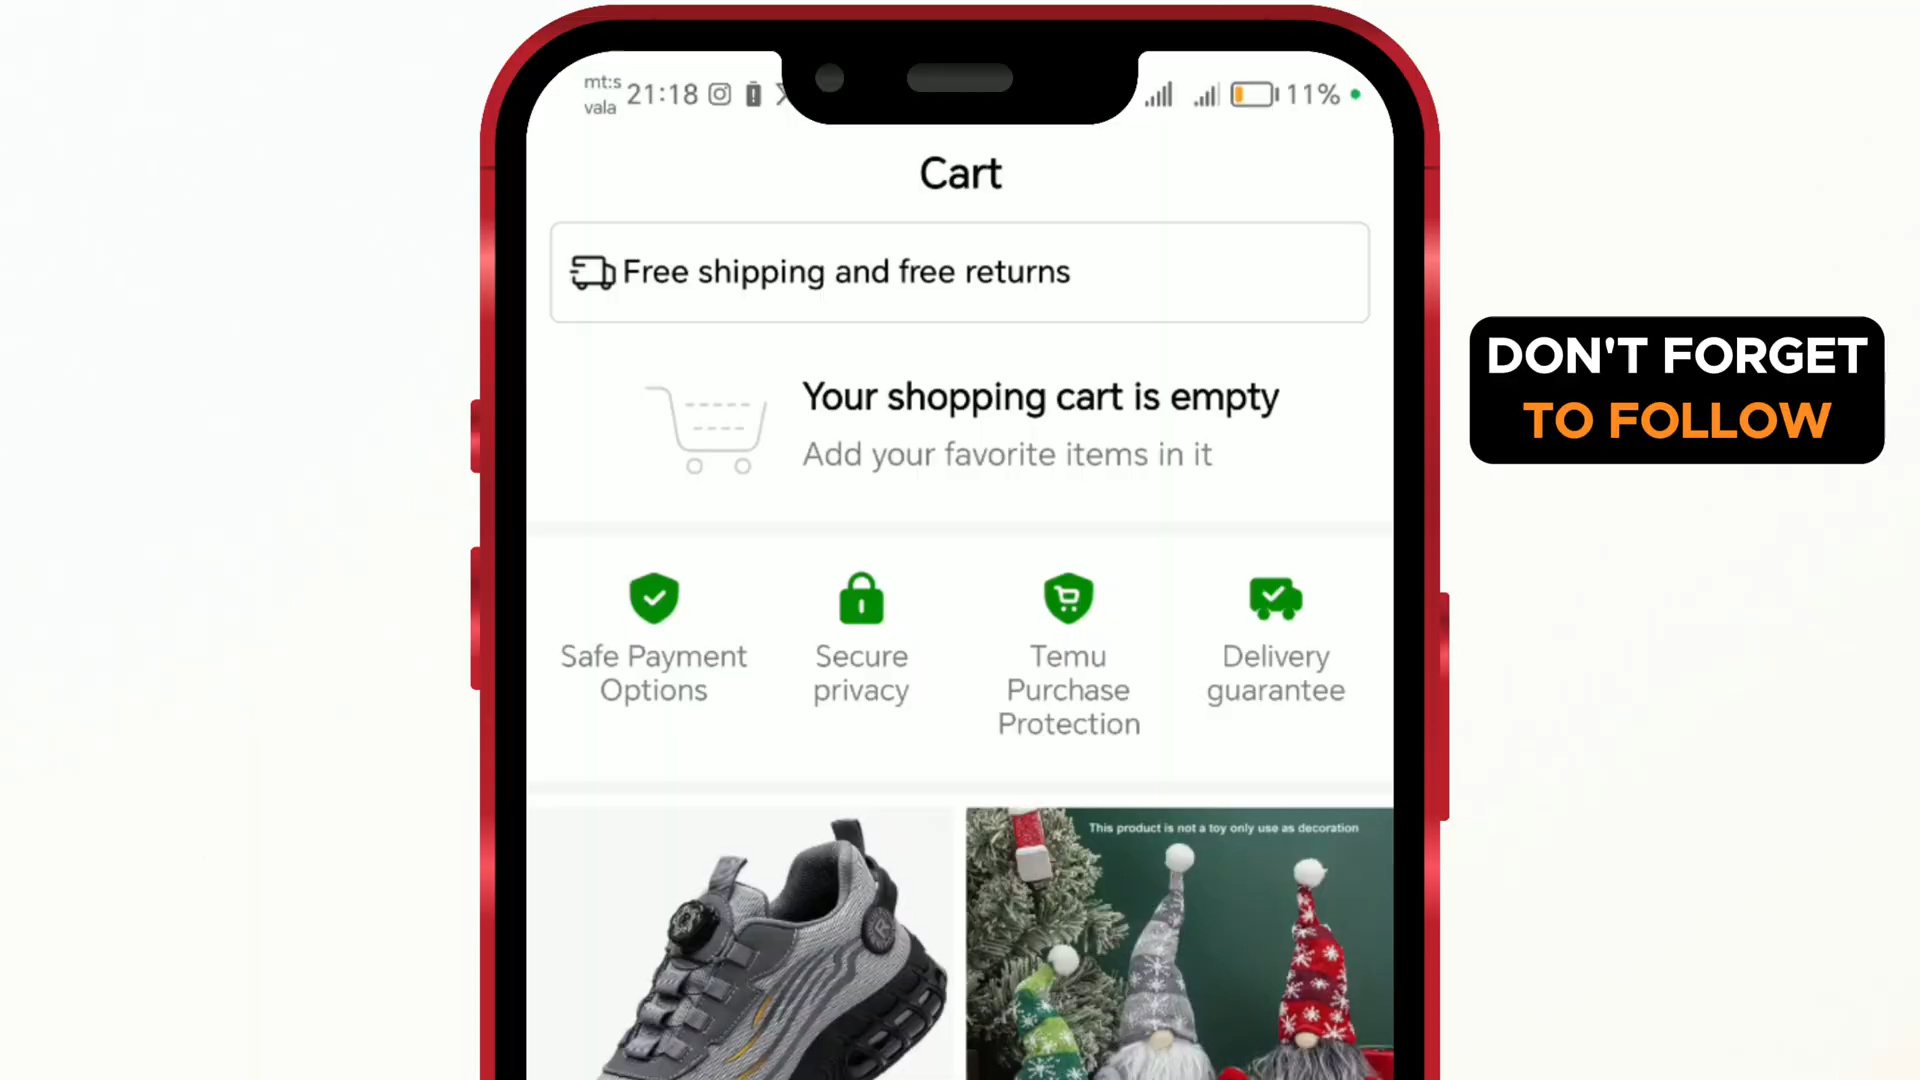 mt:s
vala
21:18
11%
Cart
Free shipping and free returns
Your shopping cart is empty
Add your favorite items in it
DON'T FORGET
TO FOLLOW
Safe Payment
Options
Secure
privacy
Temu
Purchase
Protection
Delivery
guarantee
This product is not a toy only use as decoration